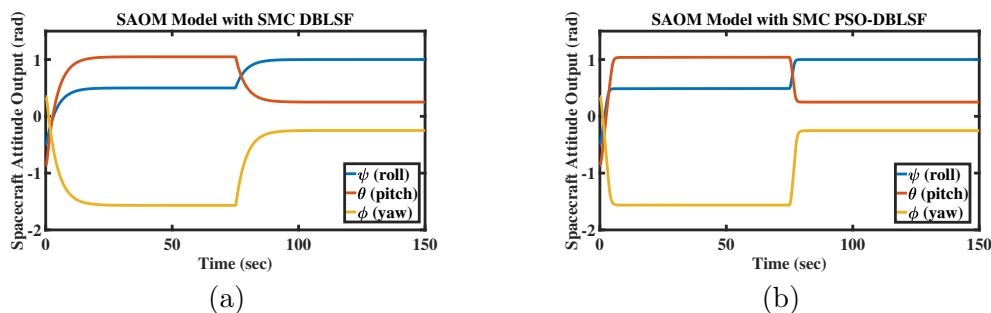 SAOM Model with SMC DBLSF
Spacecraft Attitude Output (rad)
1
0
-1
-2
ψ (roll)
θ (pitch)
ϕ (yaw)
0 50 100 150
Time (sec)
(a)
SAOM Model with SMC PSO-DBLSF
Spacecraft Attitude Output (rad)
1
0
-1
-2
ψ (roll)
θ (pitch)
ϕ (yaw)
0 50 100 150
Time (sec)
(b)